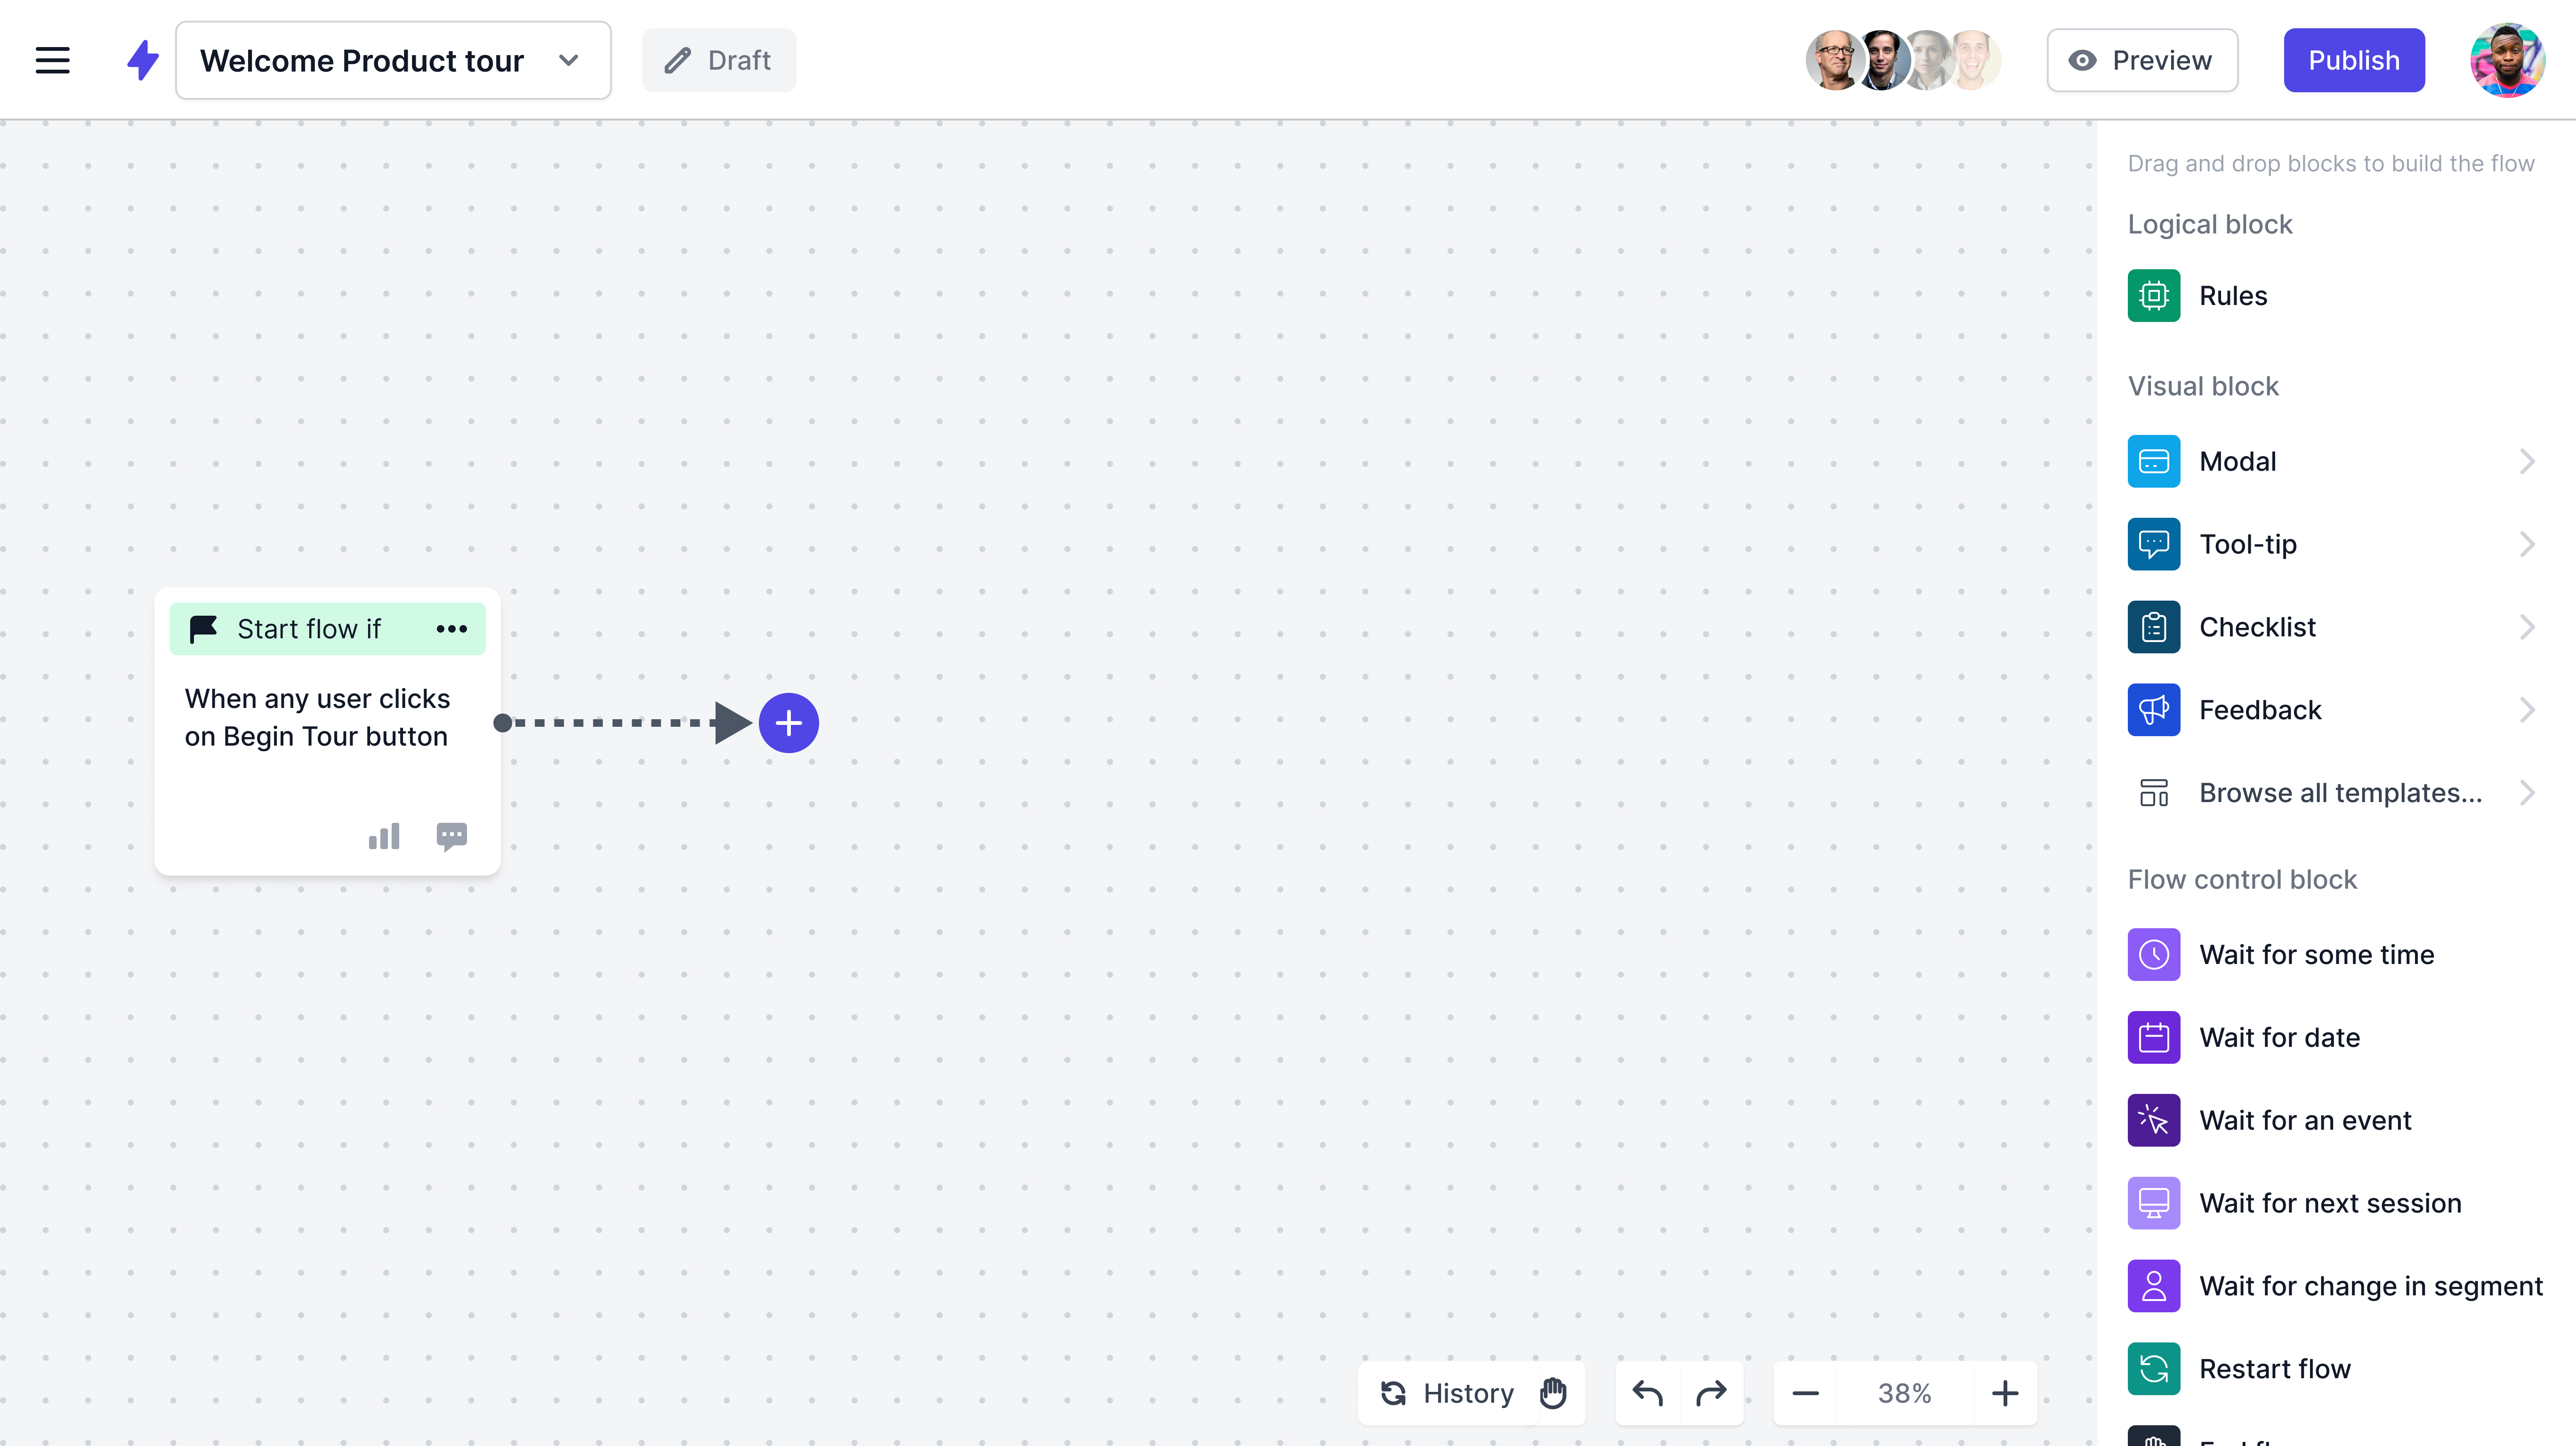 Welcome Product tour
Draft
Preview
Publish
Drag and drop blocks to build the flow
Logical block
Rules
Visual block
Modal
Tool-tip
Checklist
Feedback
Browse all templates...
Flow control block
Wait for some time
Wait for date
Wait for an event
Wait for next session
Wait for change in segment
Restart flow
Start flow if
When any user clicks
on Begin Tour button
History
38%